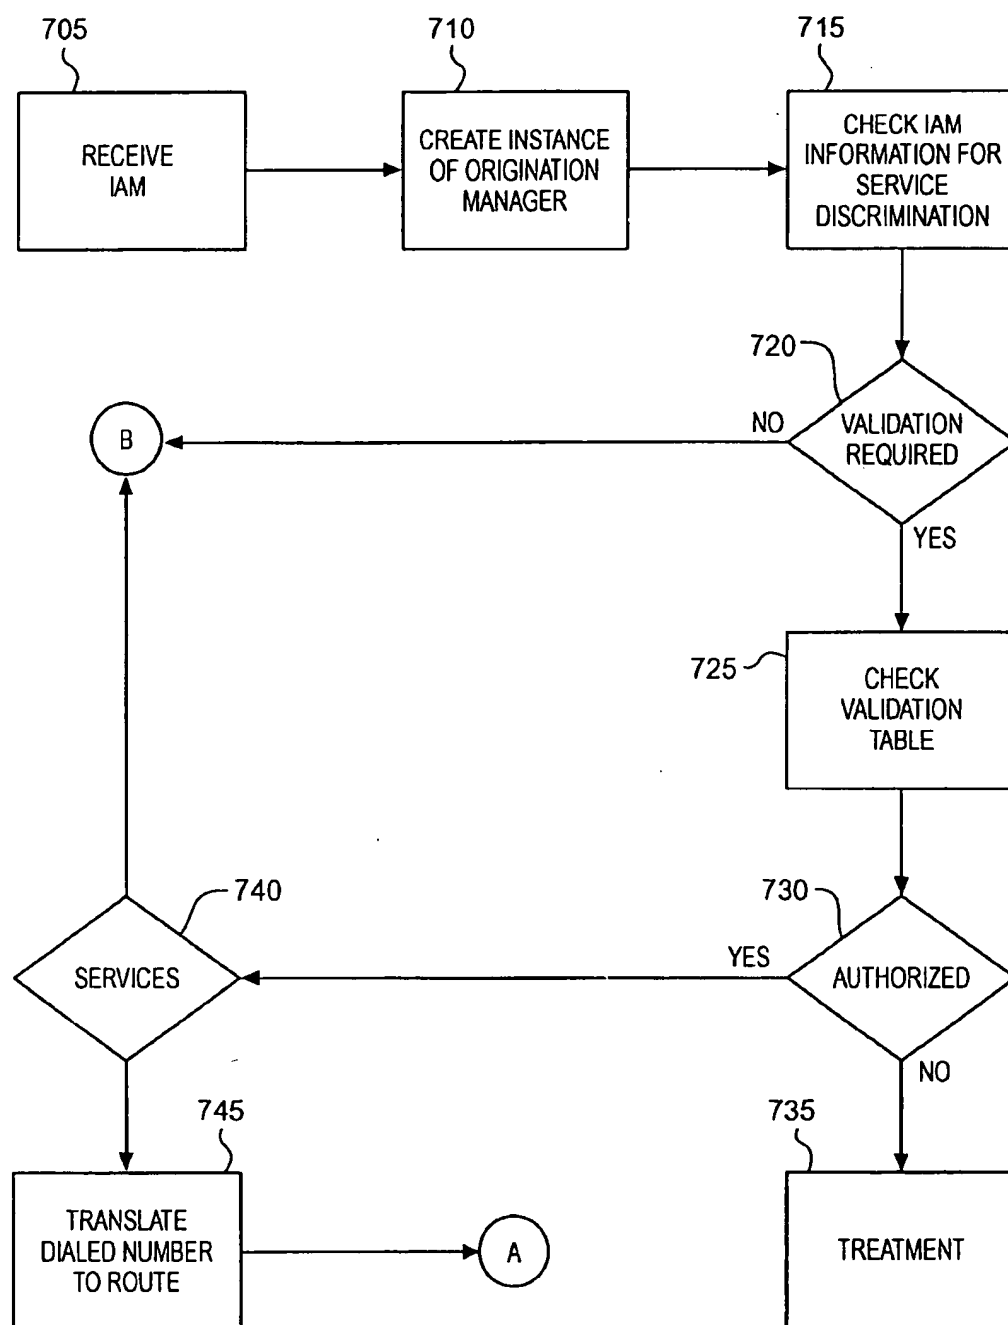 705
710
715
RECEIVE
IAM
CREATE INSTANCE
OF ORIGINATION
MANAGER
CHECK IAM
INFORMATION FOR
SERVICE
DISCRIMINATION
720
B
NO
VALIDATION
REQUIRED
YES
725
CHECK
VALIDATION
TABLE
740
730
SERVICES
YES
AUTHORIZED
NO
745
735
TRANSLATE
DIALED NUMBER
TO ROUTE
A
TREATMENT